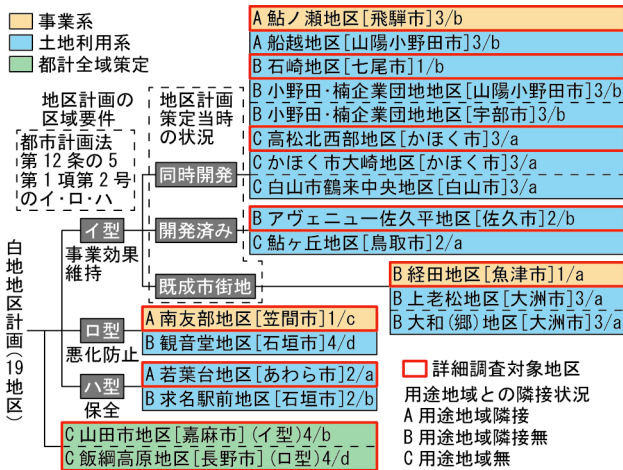 事業系
土地利用系
都計全域策定
地区計画の
区域要件
都市計画法
第12条の5
第1項第2号
のイ・ロ・ハ
地区計画
策定当時
の状況
白地地区計画(19地区)
イ型
事業効果
維持
ロ型
悪化防止
ハ型
保全
同時開発
開発済み
既成市街地
A 鮎ノ瀬地区[飛騨市]3/b
A 船越地区[山陽小野田市]3/b
B 石崎地区[七尾市]1/b
B 小野田・楠企業団地地区[山陽小野田市]3/b
B 小野田・楠企業団地地区[宇部市]3/b
C 高松北西部地区[かほく市]3/a
C かほく市大崎地区[かほく市]3/a
C 白山市鶴来中央地区[白山市]3/a
B アヴェニュー佐久平地区[佐久市]2/b
C 鮎ヶ丘地区[鳥取市]2/a
B 経田地区[魚津市]1/a
B 上老松地区[大洲市]3/a
B 大和(郷)地区[大洲市]3/a
A 南友部地区[笠間市]1/c
B 観音堂地区[石垣市]4/d
A 若葉台地区[あわら市]2/a
B 求名駅前地区[石垣市]2/b
C 山田市地区[嘉麻市](イ型)4/b
C 飯綱高原地区[長野市](ロ型)4/d
詳細調査対象地区
用途地域との隣接状況
A 用途地域隣接
B 用途地域隣接無
C 用途地域無